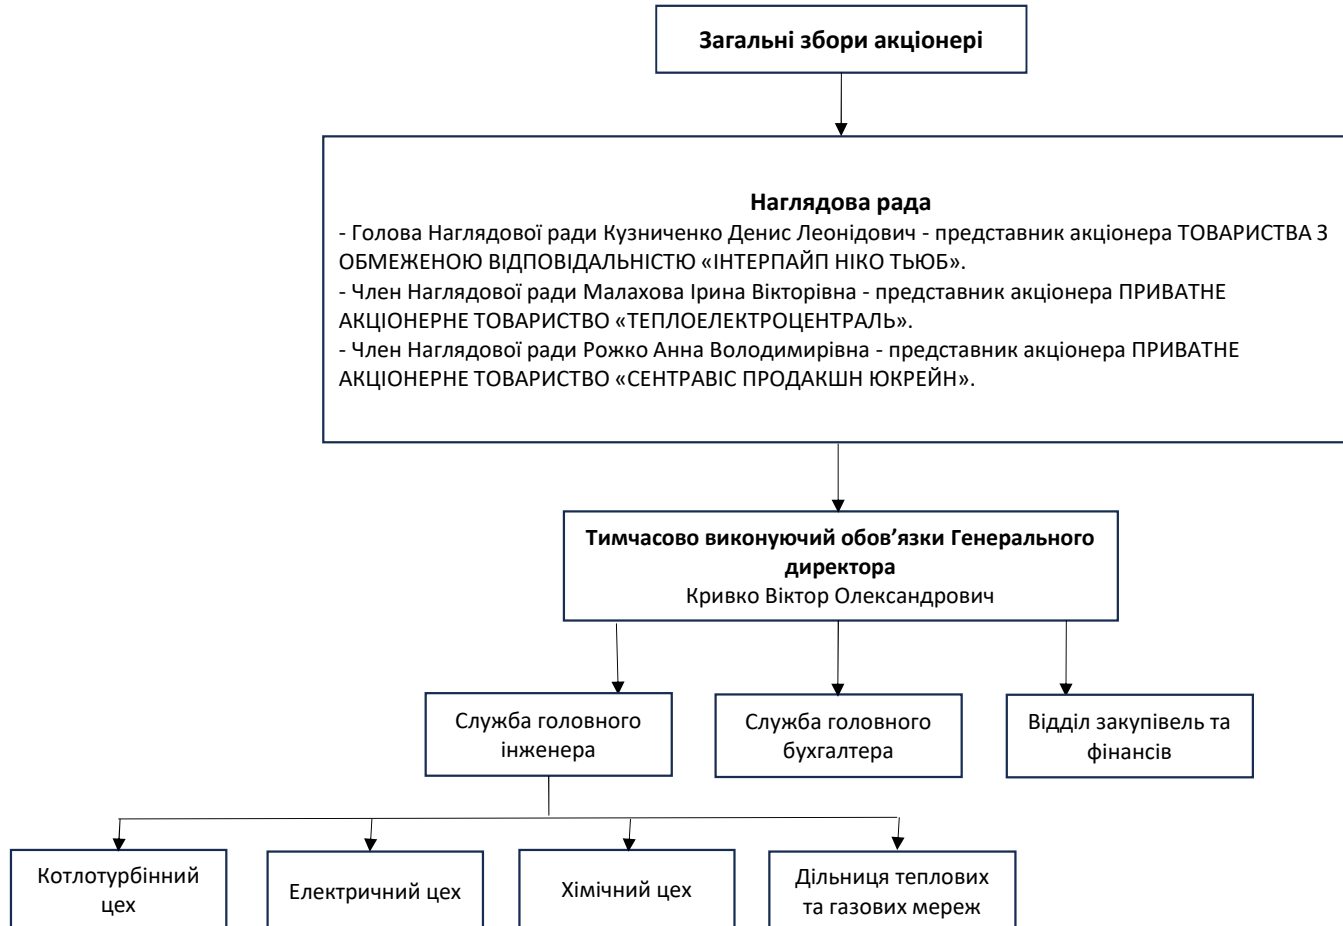 Загальні збори акціонері
Наглядова рада
- Голова Наглядової ради Кузниченко Денис Леонідович - представник акціонера ТОВАРИСТВА З
ОБМЕЖЕНОЮ ВІДПОВІДАЛЬНІСТЮ «ІНТЕРПАЙП НІКО ТЬЮБ».
- Член Наглядової ради Малахова Ірина Вікторівна - представник акціонера ПРИВАТНЕ
АКЦІОНЕРНЕ ТОВАРИСТВО «ТЕПЛОЕЛЕКТРОЦЕНТРАЛЬ».
- Член Наглядової ради Рожко Анна Володимирівна - представник акціонера ПРИВАТНЕ
АКЦІОНЕРНЕ ТОВАРИСТВО «СЕНТРАВІС ПРОДАКШН ЮКРЕЙН».
Тимчасово виконуючий обов’язки Генерального
директора
Кривко Віктор Олександрович
Служба головного
інженера
Служба головного
бухгалтера
Відділ закупівель та
фінансів
Котлотурбінний
цех
Електричний цех
Хімічний цех
Дільниця теплових
та газових мереж